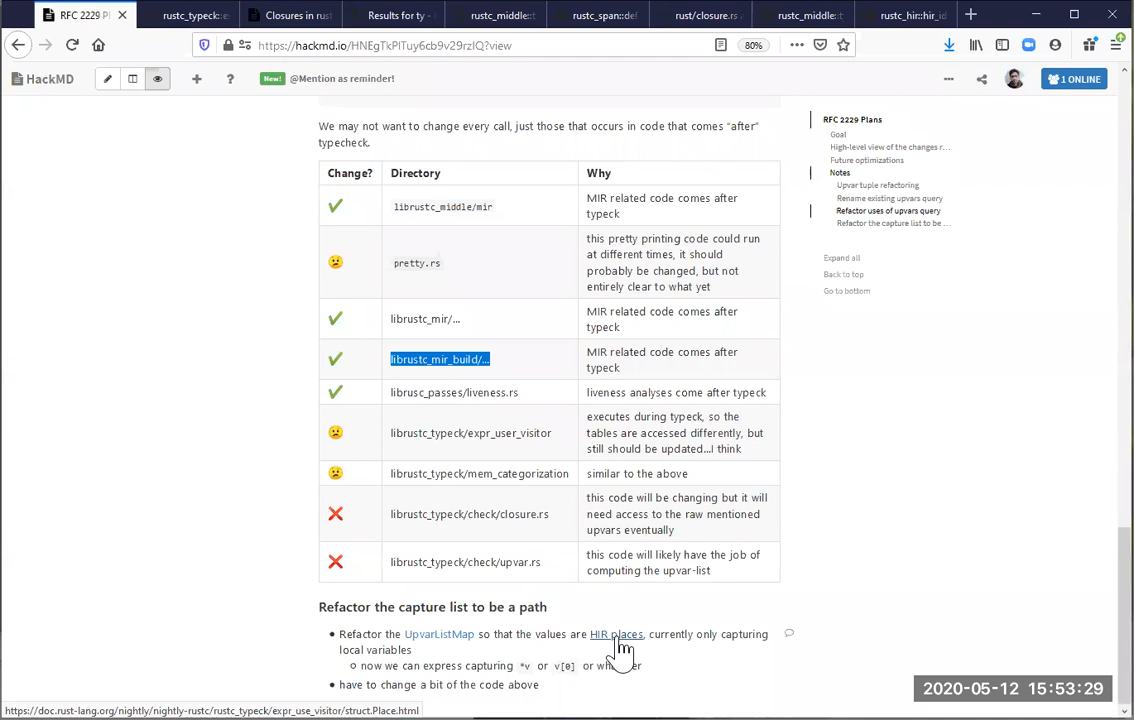 RFC 2229 P
rustc_typeck::
Closures in rust
Results for ty -
rustc_middle::t
rustc_span::def
rust/closure.rs
rustc_middle::t
rustc_hir::hir_id
https://hackmd.io/HNEgTkPlTuy6cb9v29rzIQ?view
80%
HackMD
New! @Mention as reminder!
1 ONLINE
We may not want to change every call, just those that occurs in code that comes “after”
typecheck.
Change? Directory Why
librustc_middle/mir
MIR related code comes after
typeck
pretty.rs
this pretty printing code could run
at different times, it should
probably be changed, but not
entirely clear to what yet
librustc_mir/...
MIR related code comes after
typeck
librustc_mir_build/...
MIR related code comes after
typeck
librusc_passes/liveness.rs liveness analyses come after typeck
librustc_typeck/expr_user_visitor
executes during typeck, so the
tables are accessed differently, but
still should be updated...I think
librustc_typeck/mem_categorization similar to the above
librustc_typeck/check/closure.rs
this code will be changing but it will
need access to the raw mentioned
upvars eventually
librustc_typeck/check/upvar.rs
this code will likely have the job of
computing the upvar-list
Refactor the capture list to be a path
Refactor the UpvarListMap so that the values are HIR places, currently only capturing
local variables
now we can express capturing *v or v[0] or whatever
have to change a bit of the code above
RFC 2229 Plans
Goal
High-level view of the changes r...
Future optimizations
Notes
Upvar tuple refactoring
Rename existing upvars query
Refactor uses of upvars query
Refactor the capture list to be ...
Expand all
Back to top
Go to bottom
2020-05-12 15:53:29
https://doc.rust-lang.org/nightly/nightly-rustc/rustc_typeck/expr_use_visitor/struct.Place.html